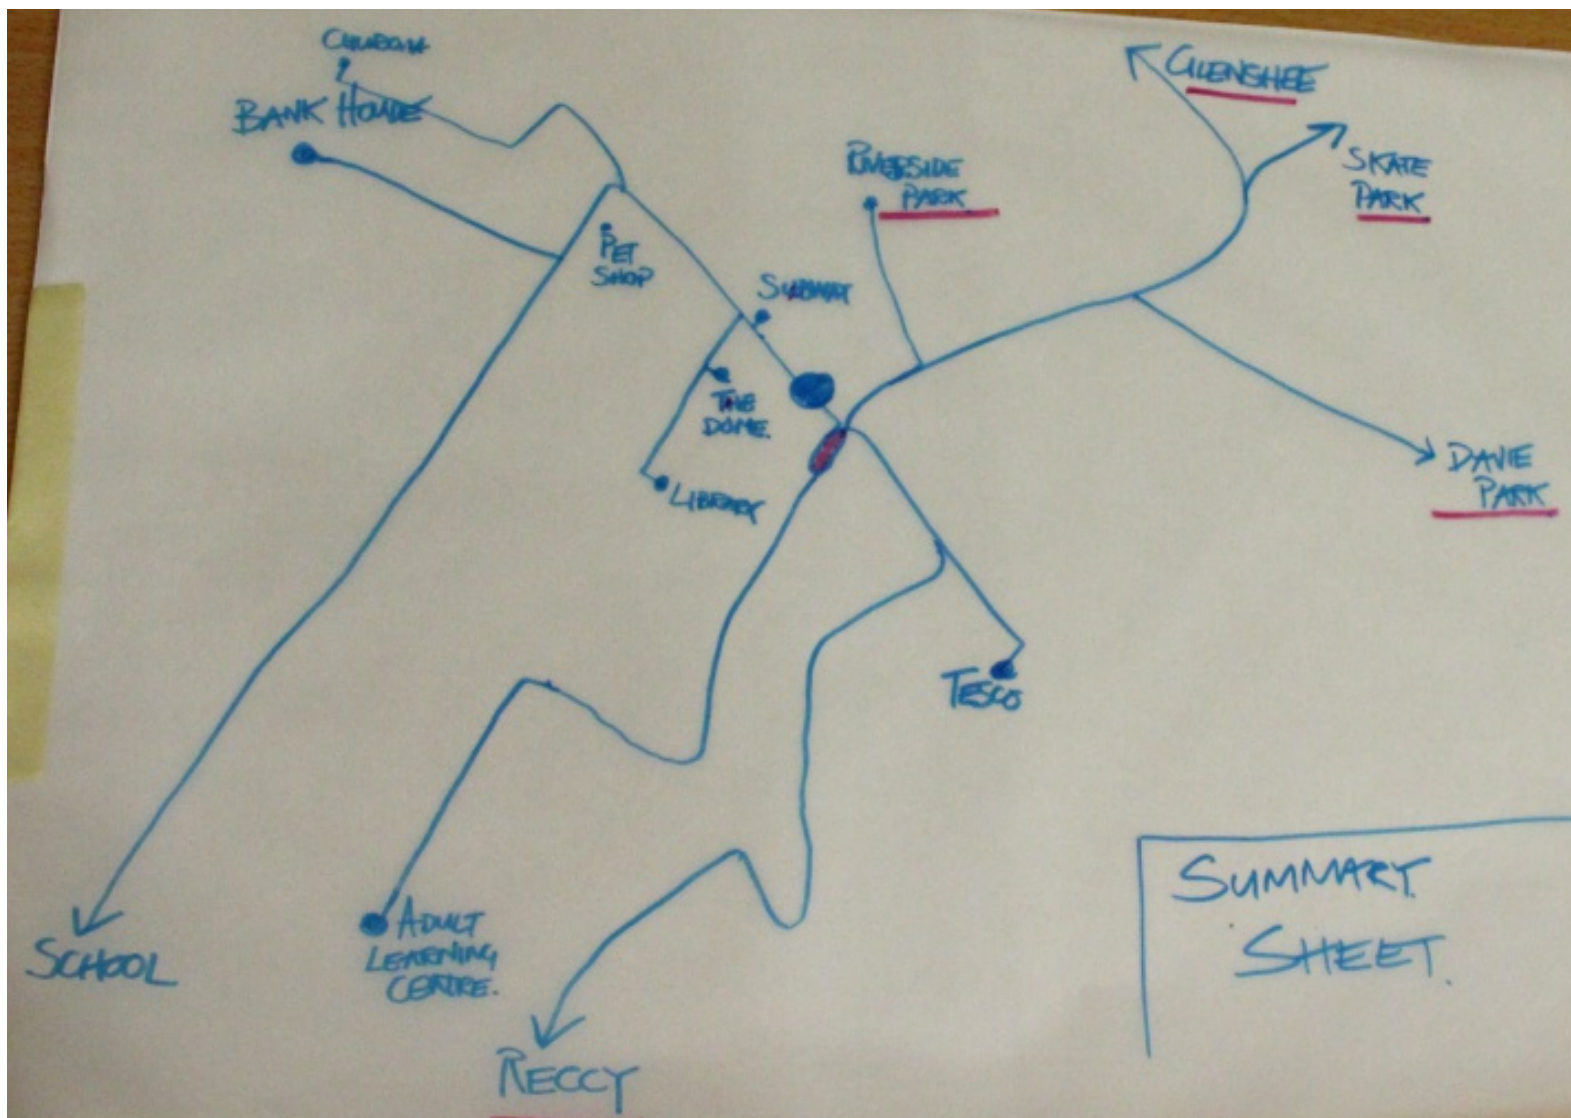 CHURCH
BANK HOUSE
GLENSHEE
RIVERSIDE
PARK
SKATE
PARK
PET
SHOP
SUBWAY
THE
DOME.
LIBRARY
DAVIE
PARK
TESCO
SUMMARY
SHEET.
SCHOOL
ADULT
LEARNING
CENTRE.
RECCY